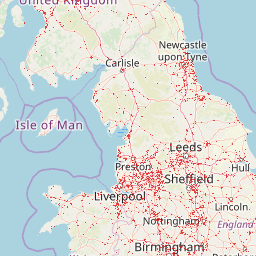 United Kingdom
Newcastle
upon Tyne
Carlisle
Isle of Man
Leeds
Preston
Hull
Sheffield
Liverpool
Lincoln
Nottingham
England
Birmingham